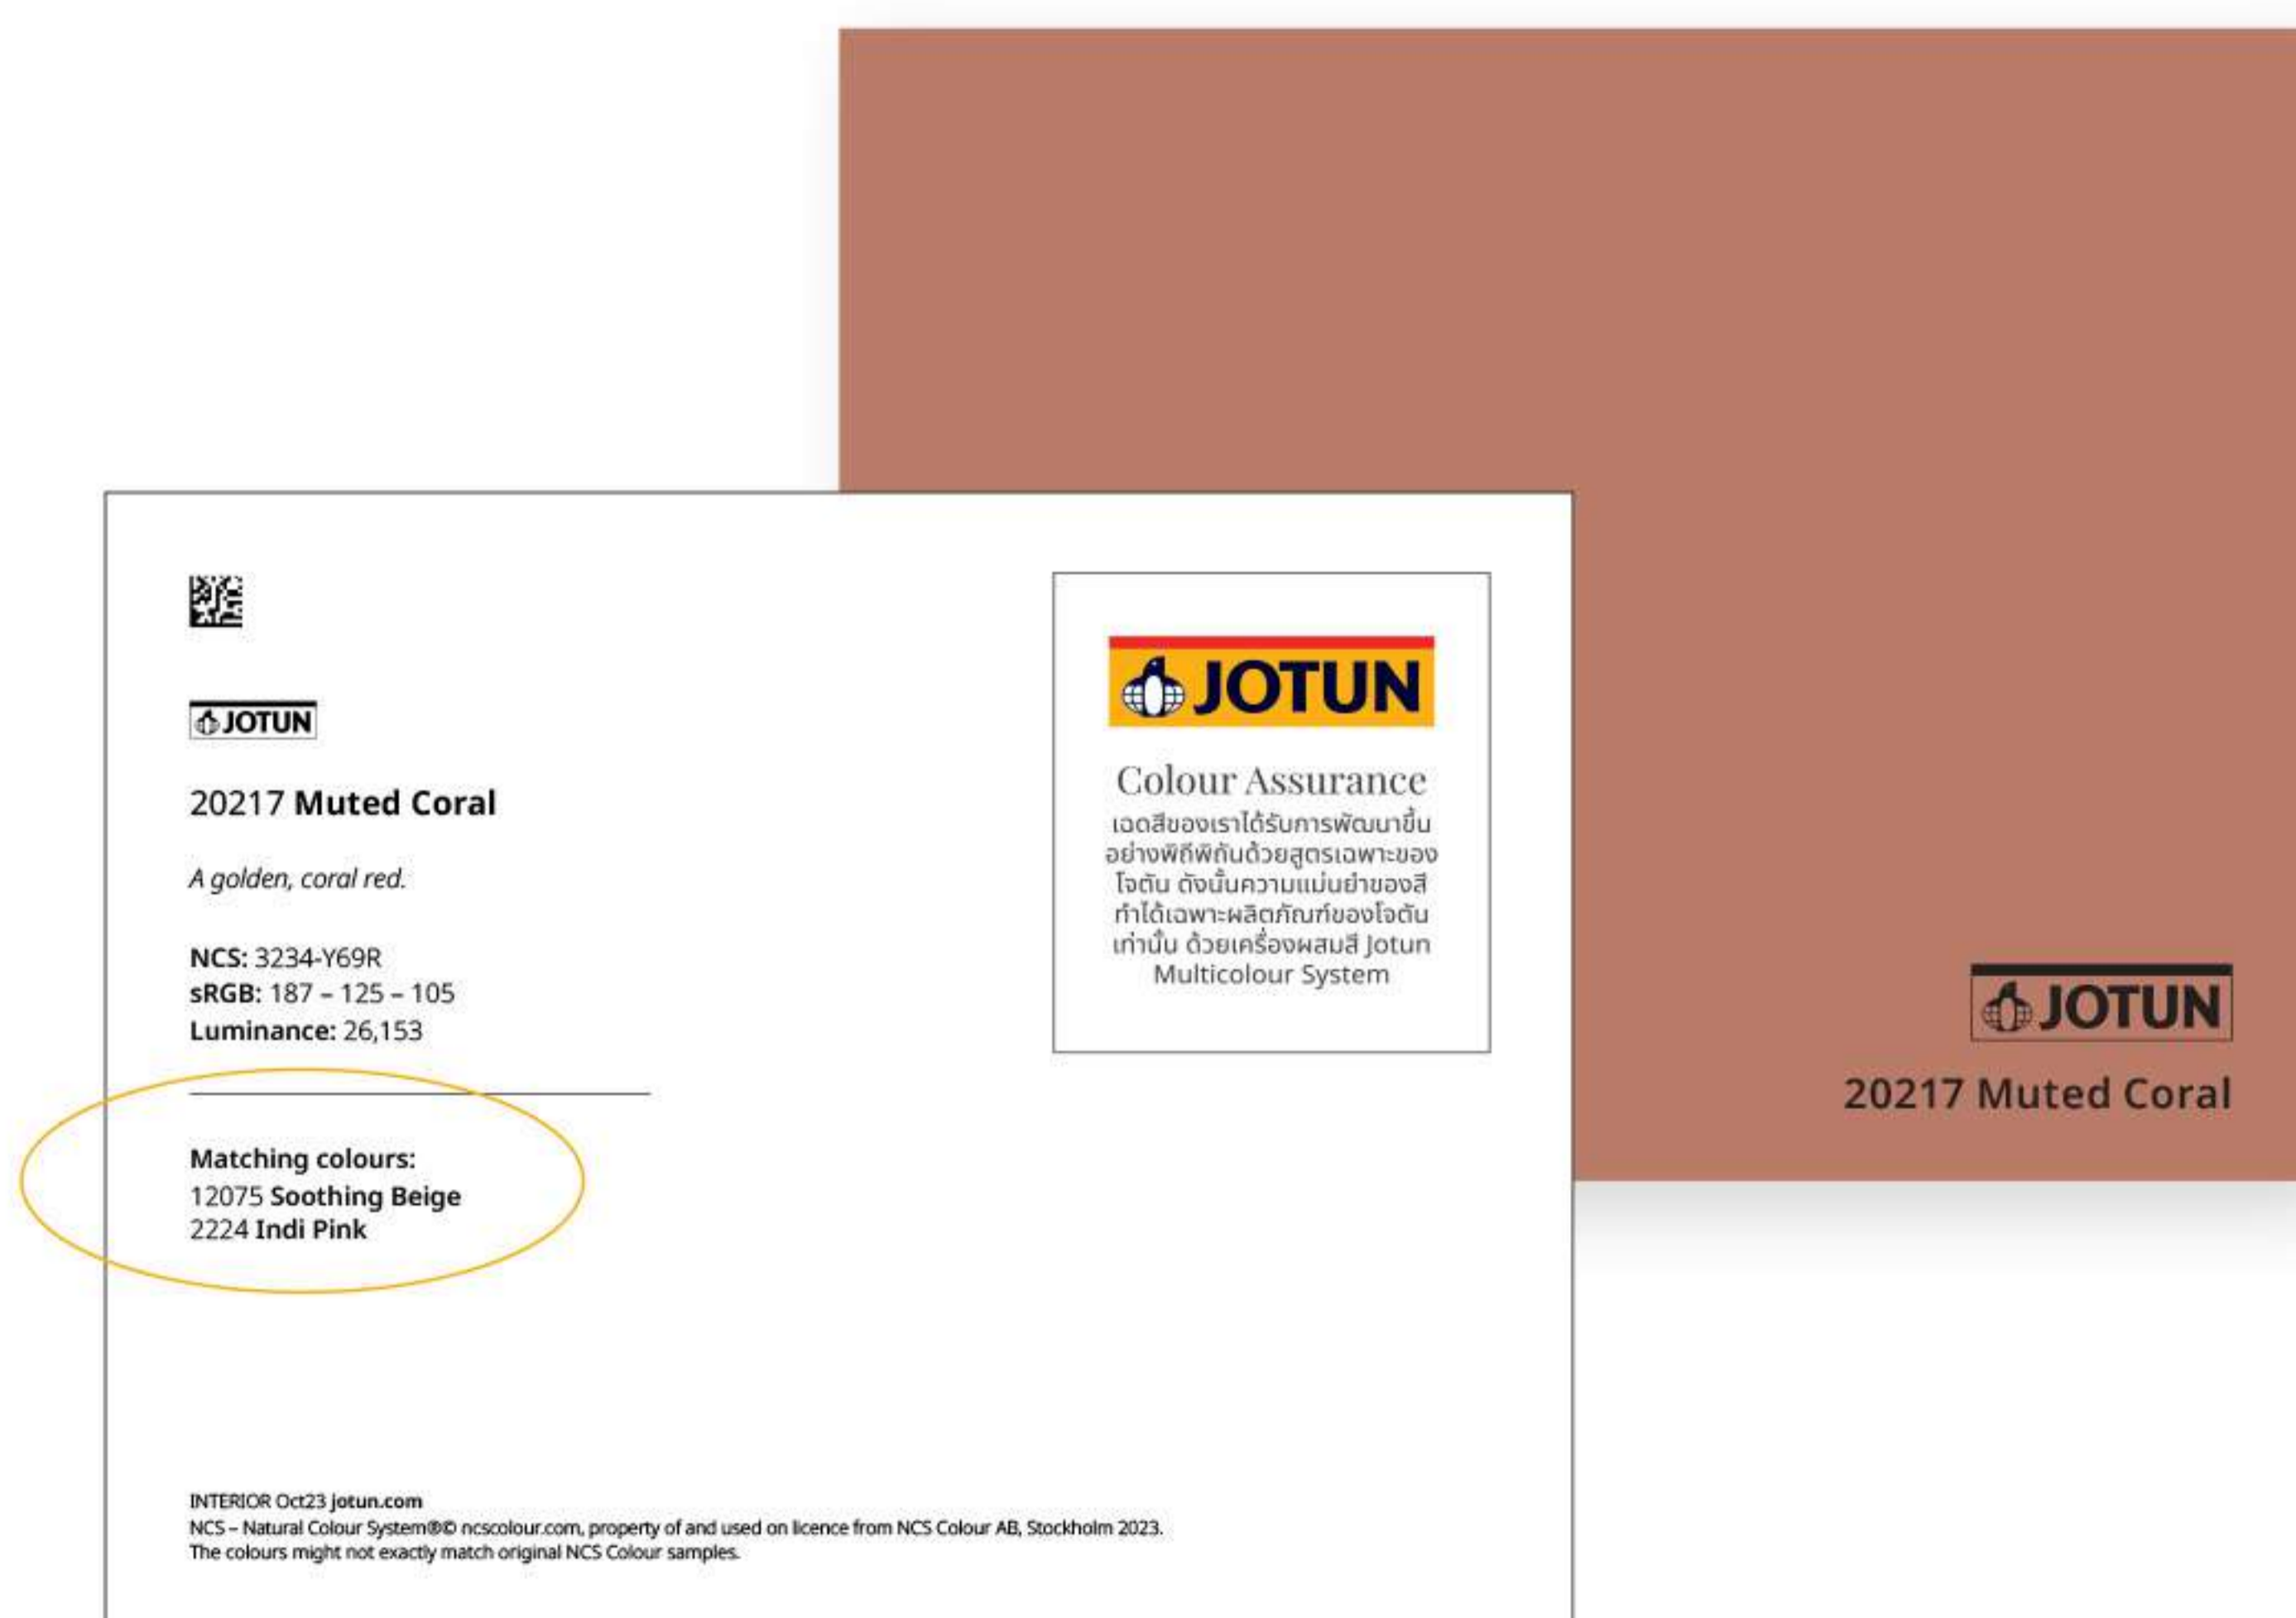 JOTUN
20217 Muted Coral
A golden, coral red.
NCS: 3234-Y69R
sRGB: 187 – 125 – 105
Luminance: 26,153
Matching colours:
12075 Soothing Beige
2224 Indi Pink
INTERIOR Oct23 jotun.com
NCS – Natural Colour System®© ncscolour.com, property of and used on licence from NCS Colour AB, Stockholm 2023.
The colours might not exactly match original NCS Colour samples.
JOTUN
Colour Assurance
เฉดสีของเราได้รับการพัฒนาขึ้น
อย่างพิถีพิถันด้วยสูตรเฉพาะของ
โจตัน ดังนั้นความแม่นยำของสี
ทำได้เฉพาะผลิตภัณฑ์ของโจตัน
เท่านั้น ด้วยเครื่องผสมสี Jotun
Multicolour System
JOTUN
20217 Muted Coral